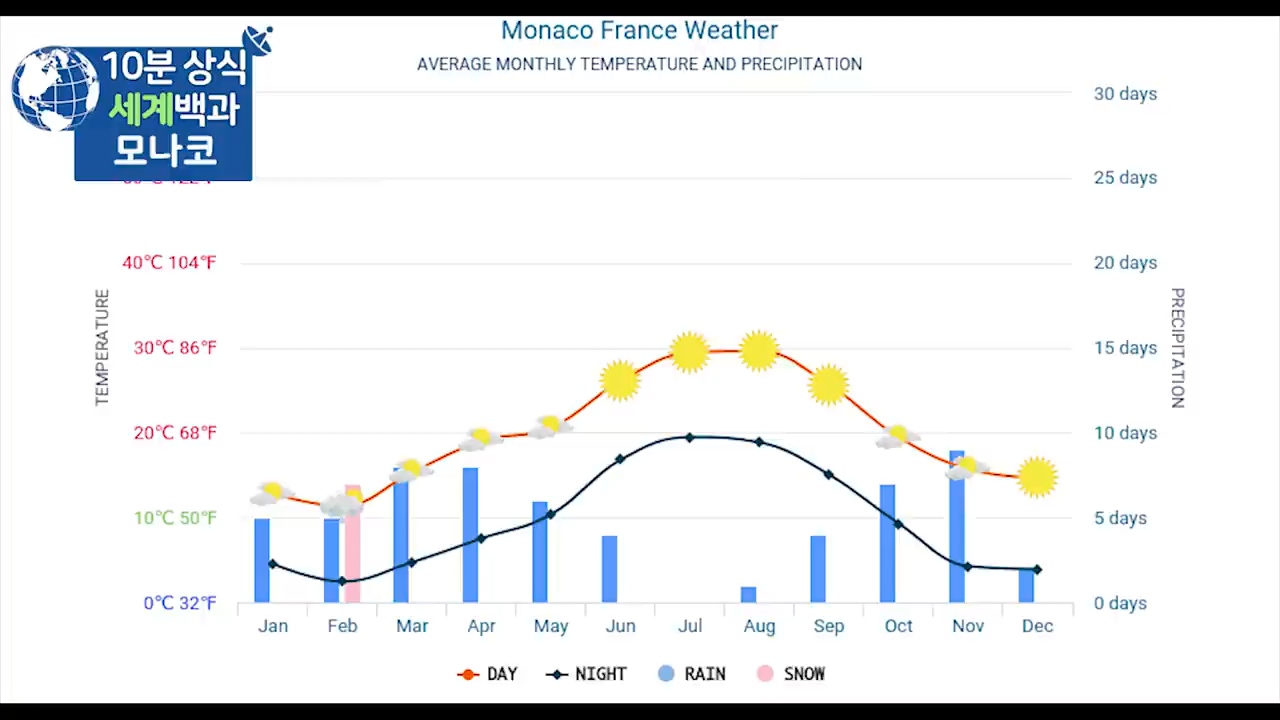 Monaco France Weather
AVERAGE MONTHLY TEMPERATURE AND PRECIPITATION
10분 상식
세계백과
모나코
30 days
25 days
40℃ 104℉
20 days
30℃ 86℉
15 days
20℃ 68℉
10 days
10℃ 50℉
5 days
0℃ 32℉
0 days
TEMPERATURE
PRECIPITATION
Jan Feb Mar Apr May Jun Jul Aug Sep Oct Nov Dec
DAY NIGHT RAIN SNOW